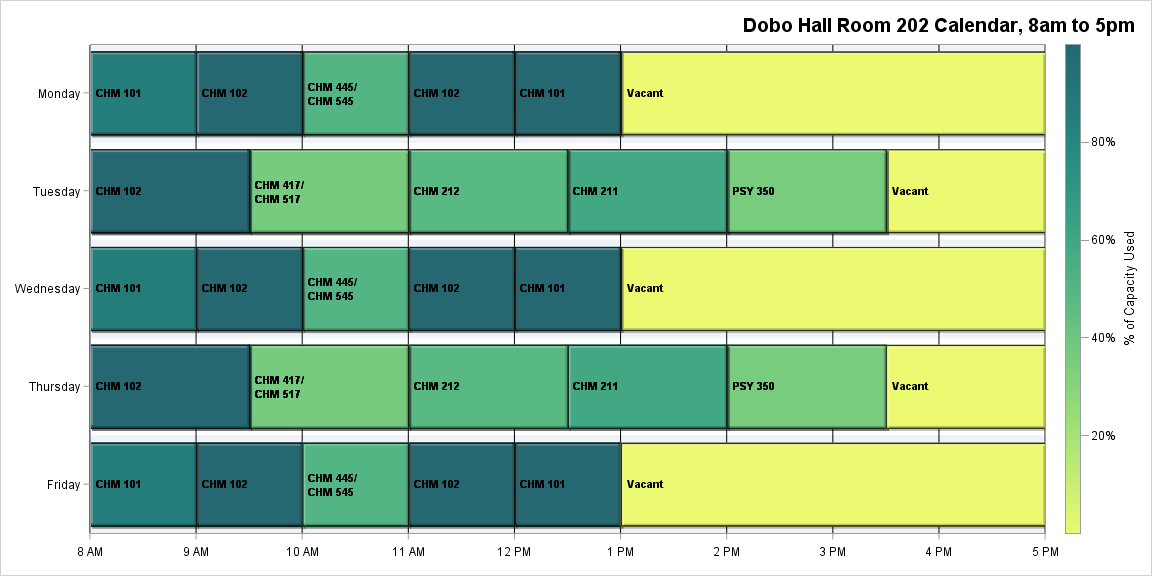 Dobo Hall Room 202 Calendar, 8am to 5pm
Monday
CHM 101
CHM 102
CHM 445/
CHM 545
CHM 102
CHM 101
Vacant
Tuesday
CHM 102
CHM 417/
CHM 517
CHM 212
CHM 211
PSY 350
Vacant
Wednesday
CHM 101
CHM 102
CHM 445/
CHM 545
CHM 102
CHM 101
Vacant
Thursday
CHM 102
CHM 417/
CHM 517
CHM 212
CHM 211
PSY 350
Vacant
Friday
CHM 101
CHM 102
CHM 445/
CHM 545
CHM 102
CHM 101
Vacant
8 AM
9 AM
10 AM
11 AM
12 PM
1 PM
2 PM
3 PM
4 PM
5 PM
80%
60%
40%
20%
% of Capacity Used